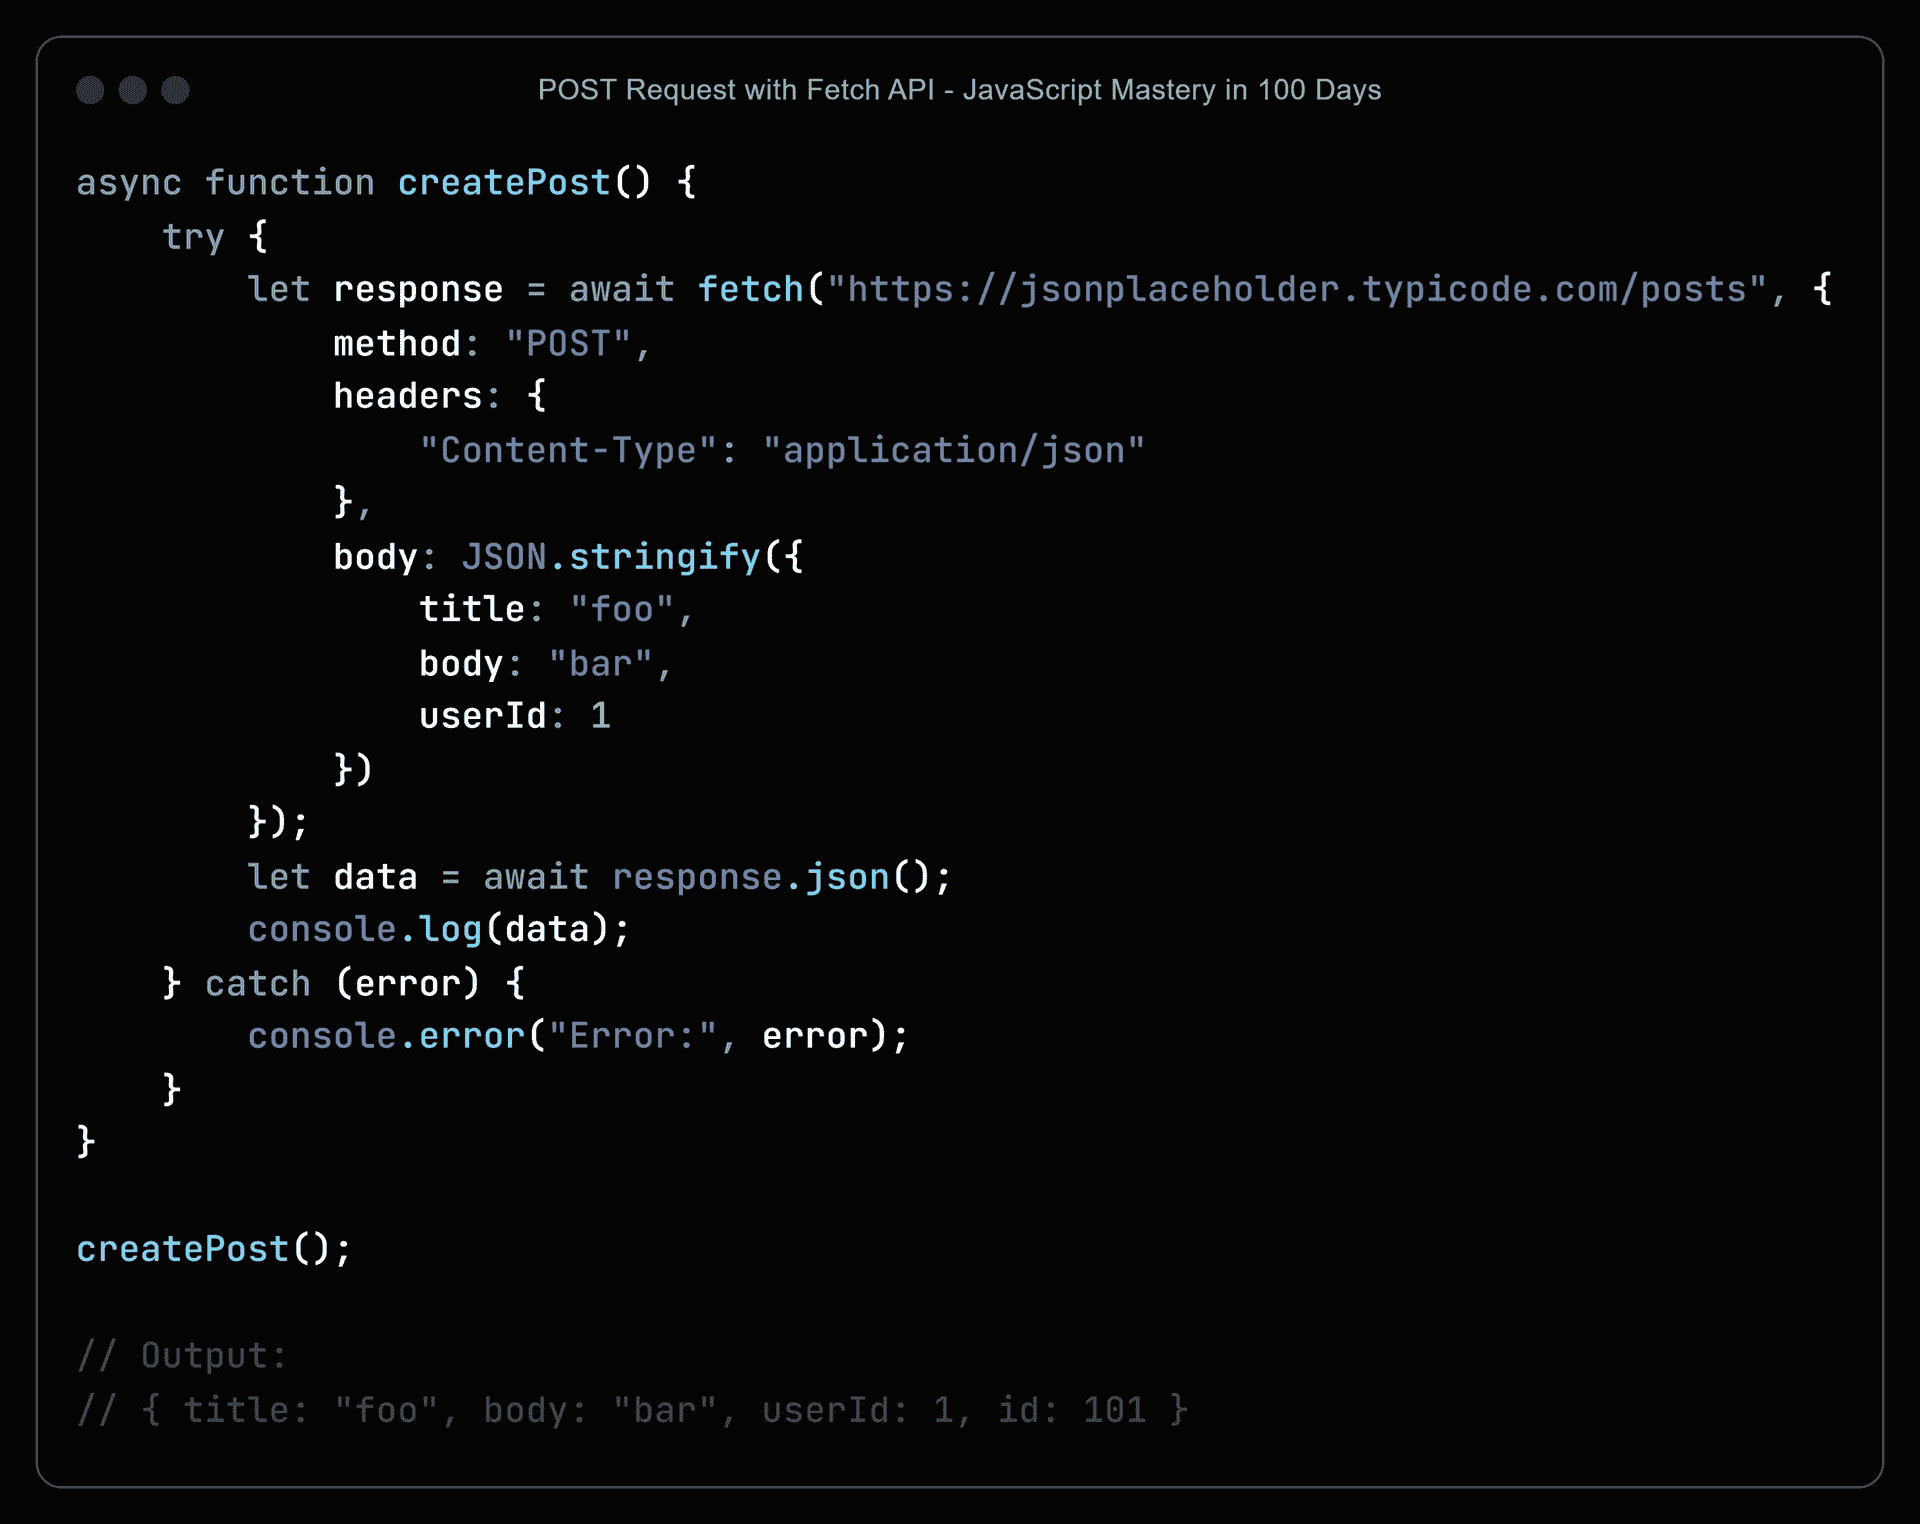 POST Request with Fetch API - JavaScript Mastery in 100 Days
async function createPost() {
    try {
        let response = await fetch("https://jsonplaceholder.typicode.com/posts", {
            method: "POST",
            headers: {
                "Content-Type": "application/json"
            },
            body: JSON.stringify({
                title: "foo",
                body: "bar",
                userId: 1
            })
        });
        let data = await response.json();
        console.log(data);
    } catch (error) {
        console.error("Error:", error);
    }
}
createPost();
// Output:
// { title: "foo", body: "bar", userId: 1, id: 101 }